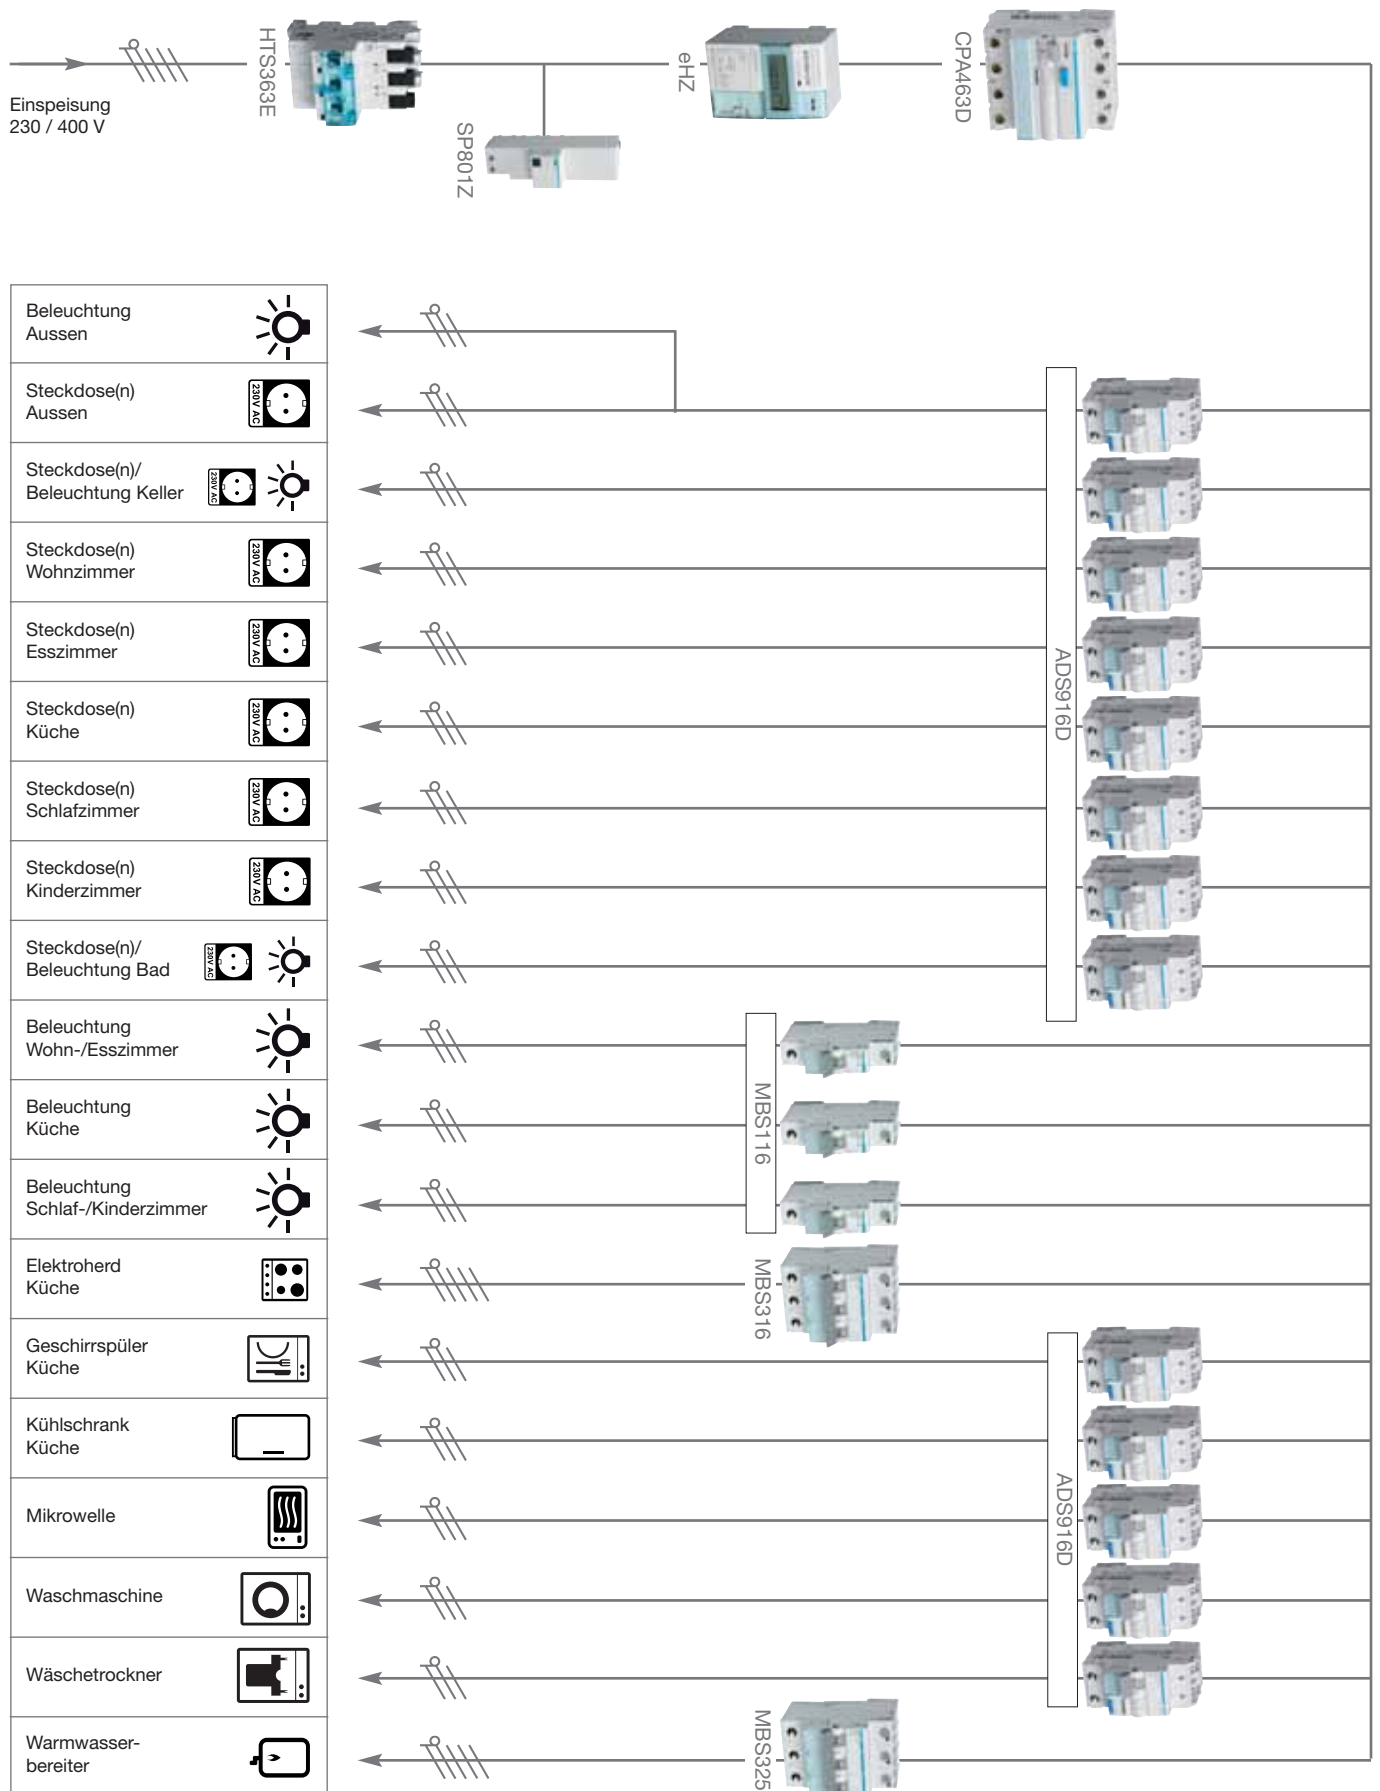 HTS363E
eHZ
CPA463D
Einspeisung
230 / 400 V
SP801Z
Beleuchtung
Aussen
Steckdose(n)
Aussen
230V AC
Steckdose(n)/
Beleuchtung Keller
230V AC
Steckdose(n)
Wohnzimmer
230V AC
Steckdose(n)
Esszimmer
230V AC
Steckdose(n)
Küche
230V AC
Steckdose(n)
Schlafzimmer
230V AC
Steckdose(n)
Kinderzimmer
230V AC
Steckdose(n)/
Beleuchtung Bad
230V AC
ADS916D
Beleuchtung
Wohn-/Esszimmer
Beleuchtung
Küche
Beleuchtung
Schlaf-/Kinderzimmer
MBS116
Elektroherd
Küche
MBS316
Geschirrspüler
Küche
Kühlschrank
Küche
Mikrowelle
Waschmaschine
Wäschetrockner
ADS916D
Warmwasser-
bereiter
MBS325